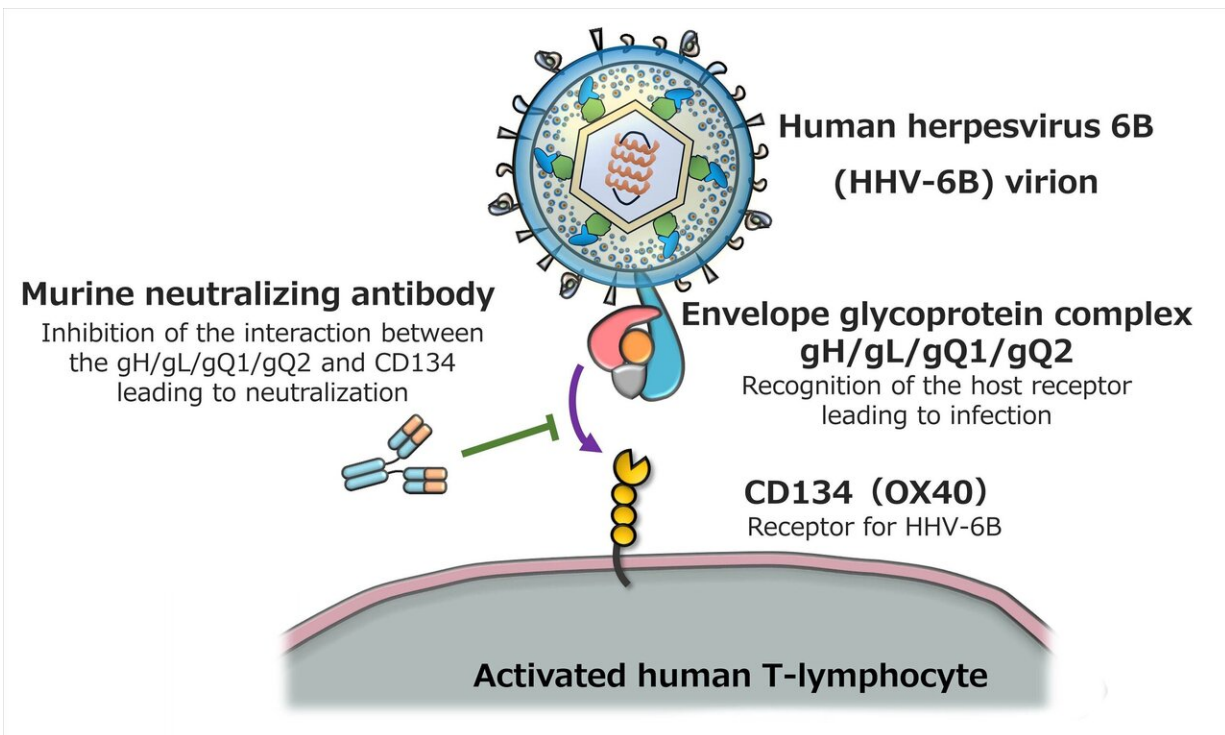 Human herpesvirus 6B
(HHV-6B) virion
Murine neutralizing antibody
Inhibition of the interaction between
the gH/gL/gQ1/gQ2 and CD134
leading to neutralization
Envelope glycoprotein complex
gH/gL/gQ1/gQ2
Recognition of the host receptor
leading to infection
CD134（OX40）
Receptor for HHV-6B
Activated human T-lymphocyte